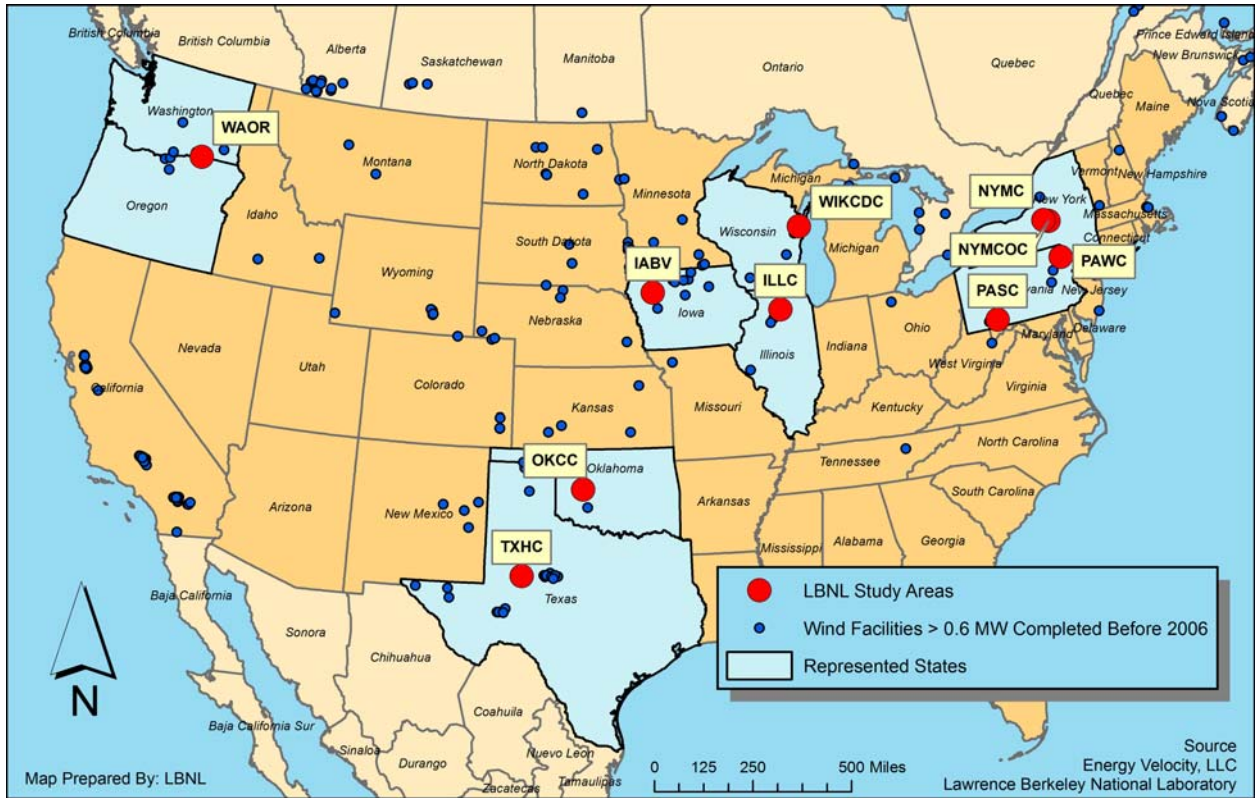 British Columbia
British Columbia
Alberta
Saskatchewan
Manitoba
Ontario
Quebec
Prince Edward Island
New Brunswick
Quebec
Nova Scotia
Maine
Washington
WAOR
Montana
North Dakota
Minnesota
Michigan
WIKCDC
NYMC
New York
Vermont
New Hampshire
Massachusetts
Connecticut
Oregon
Idaho
Wyoming
South Dakota
Wisconsin
Michigan
NYMCOC
PAWC
IABV
ILLC
PASC
vania
New Jersey
Nebraska
Iowa
Illinois
Indiana
Ohio
Maryland
Delaware
West Virginia
Virginia
Nevada
Utah
California
Colorado
Kansas
Missouri
Kentucky
North Carolina
Tennessee
OKCC
Oklahoma
Arkansas
South Carolina
Arizona
New Mexico
Mississippi
Alabama
Georgia
TXHC
Texas
Baja California
Sonora
Chihuahua
Coahuila
Baja California Sur
Sinaloa
Durango
Nuevo Leon
Tamaulipas
Zacatecas
LBNL Study Areas
Wind Facilities > 0.6 MW Completed Before 2006
Represented States
N
Map Prepared By: LBNL
0 125 250 500 Miles
Source
Energy Velocity, LLC
Lawrence Berkeley National Laboratory